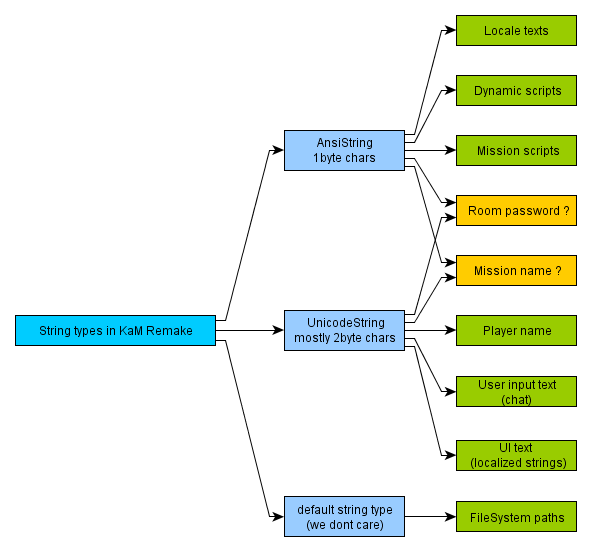 String types in KaM Remake
AnsiString
1byte chars
UnicodeString
mostly 2byte chars
default string type
(we dont care)
Locale texts
Dynamic scripts
Mission scripts
Room password ?
Mission name ?
Player name
User input text
(chat)
UI text
(localized strings)
FileSystem paths